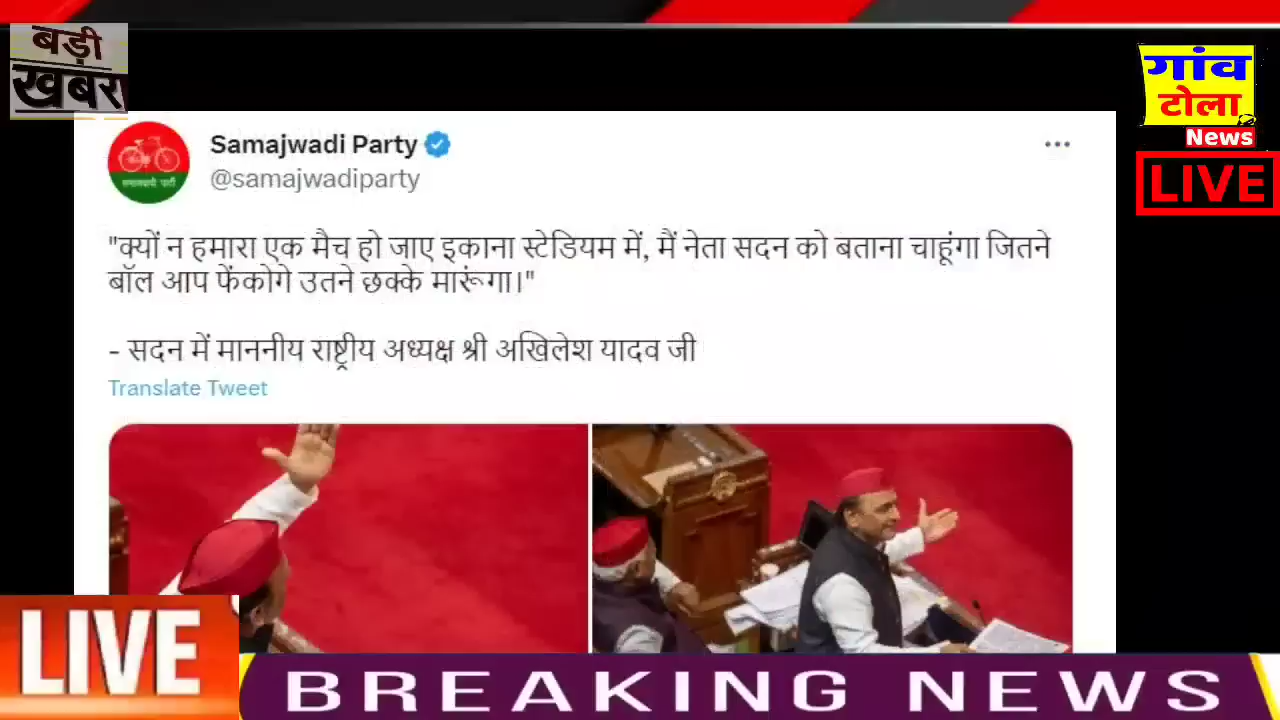 बड़ी
खबर
गांव
टोला
News
LIVE
Samajwadi Party
@samajwadiparty
"क्यों न हमारा एक मैच हो जाए इकाना स्टेडियम में, मैं नेता सदन को बताना चाहूंगा जितने
बॉल आप फेंकोगे उतने छक्के मारूंगा।"
- सदन में माननीय राष्ट्रीय अध्यक्ष श्री अखिलेश यादव जी
Translate Tweet
LIVE
BREAKING NEWS